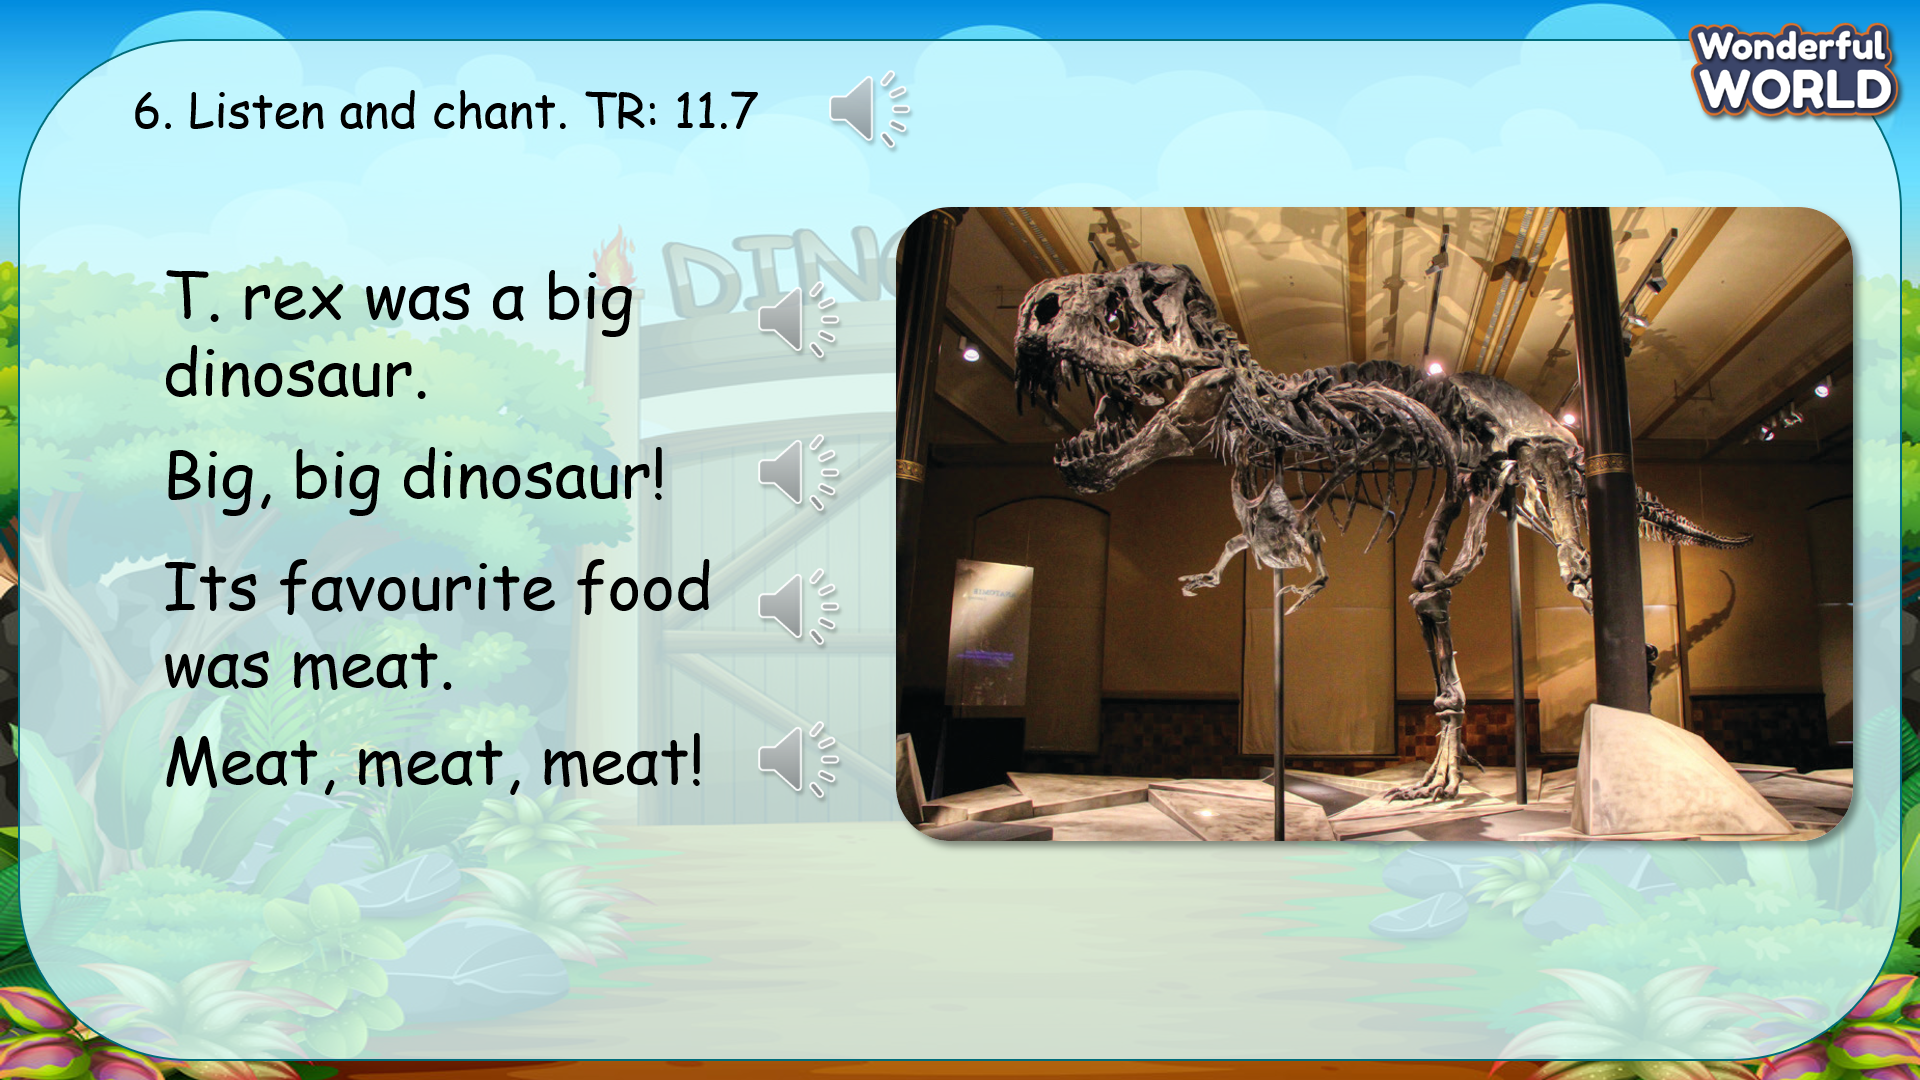 Wonderful
WORLD
6. Listen and chant. TR: 11.7
DINO
T. rex was a big
dinosaur.
Big, big dinosaur!
Its favourite food
was meat.
Meat, meat, meat!